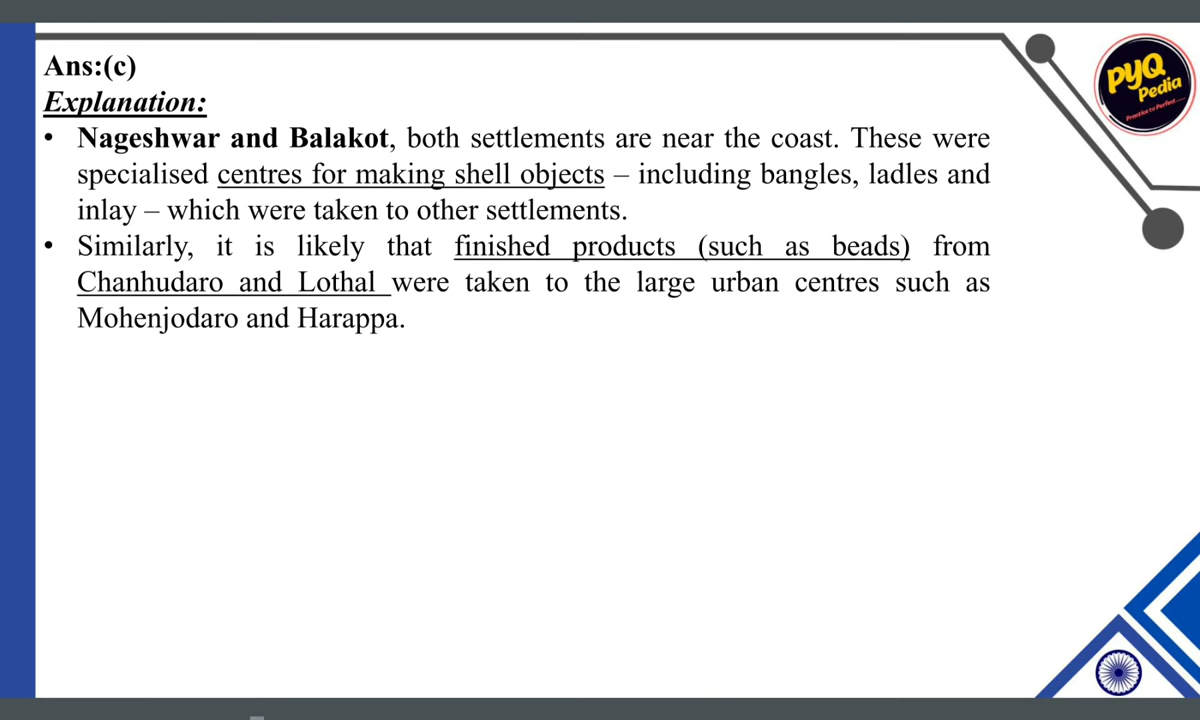 Ans:(c)
Explanation:
• Nageshwar and Balakot, both settlements are near the coast. These were
specialised centres for making shell objects – including bangles, ladles and
inlay – which were taken to other settlements.
• Similarly, it is likely that finished products (such as beads) from
Chanhudaro and Lothal were taken to the large urban centres such as
Mohenjodaro and Harappa.
PYQ
Pedia
Practice to Perfect